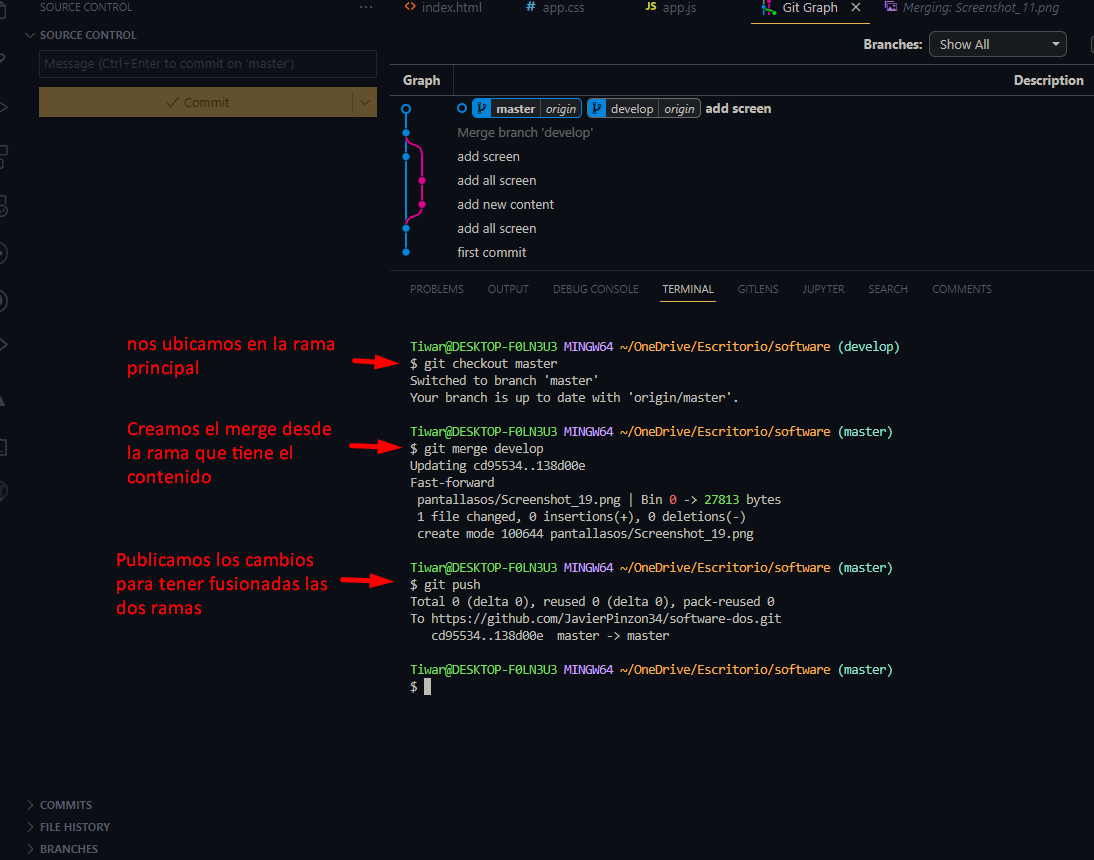 SOURCE CONTROL
index.html
# app.css
JS app.js
Git Graph
Merging: Screenshot_11.png
SOURCE CONTROL
Message (Ctrl+Enter to commit on 'master')
Commit
Branches: Show All
Graph
Description
master origin develop origin add screen
Merge branch 'develop'
add screen
add all screen
add new content
add all screen
first commit
PROBLEMS OUTPUT DEBUG CONSOLE TERMINAL GITLENS JUPYTER SEARCH COMMENTS
nos ubicamos en la rama
principal
Tiwar@DESKTOP-F0LN3U3 MINGW64 ~/OneDrive/Escritorio/software (develop)
$ git checkout master
Switched to branch 'master'
Your branch is up to date with 'origin/master'.
Creamos el merge desde
la rama que tiene el
contenido
Tiwar@DESKTOP-F0LN3U3 MINGW64 ~/OneDrive/Escritorio/software (master)
$ git merge develop
Updating cd95534..138d00e
Fast-forward
pantallasos/Screenshot_19.png | Bin 0 -> 27813 bytes
1 file changed, 0 insertions(+), 0 deletions(-)
create mode 100644 pantallasos/Screenshot_19.png
Publicamos los cambios
para tener fusionadas las
dos ramas
Tiwar@DESKTOP-F0LN3U3 MINGW64 ~/OneDrive/Escritorio/software (master)
$ git push
Total 0 (delta 0), reused 0 (delta 0), pack-reused 0
To https://github.com/JavierPinzon34/software-dos.git
cd95534..138d00e  master -> master
Tiwar@DESKTOP-F0LN3U3 MINGW64 ~/OneDrive/Escritorio/software (master)
$
COMMITS
FILE HISTORY
BRANCHES